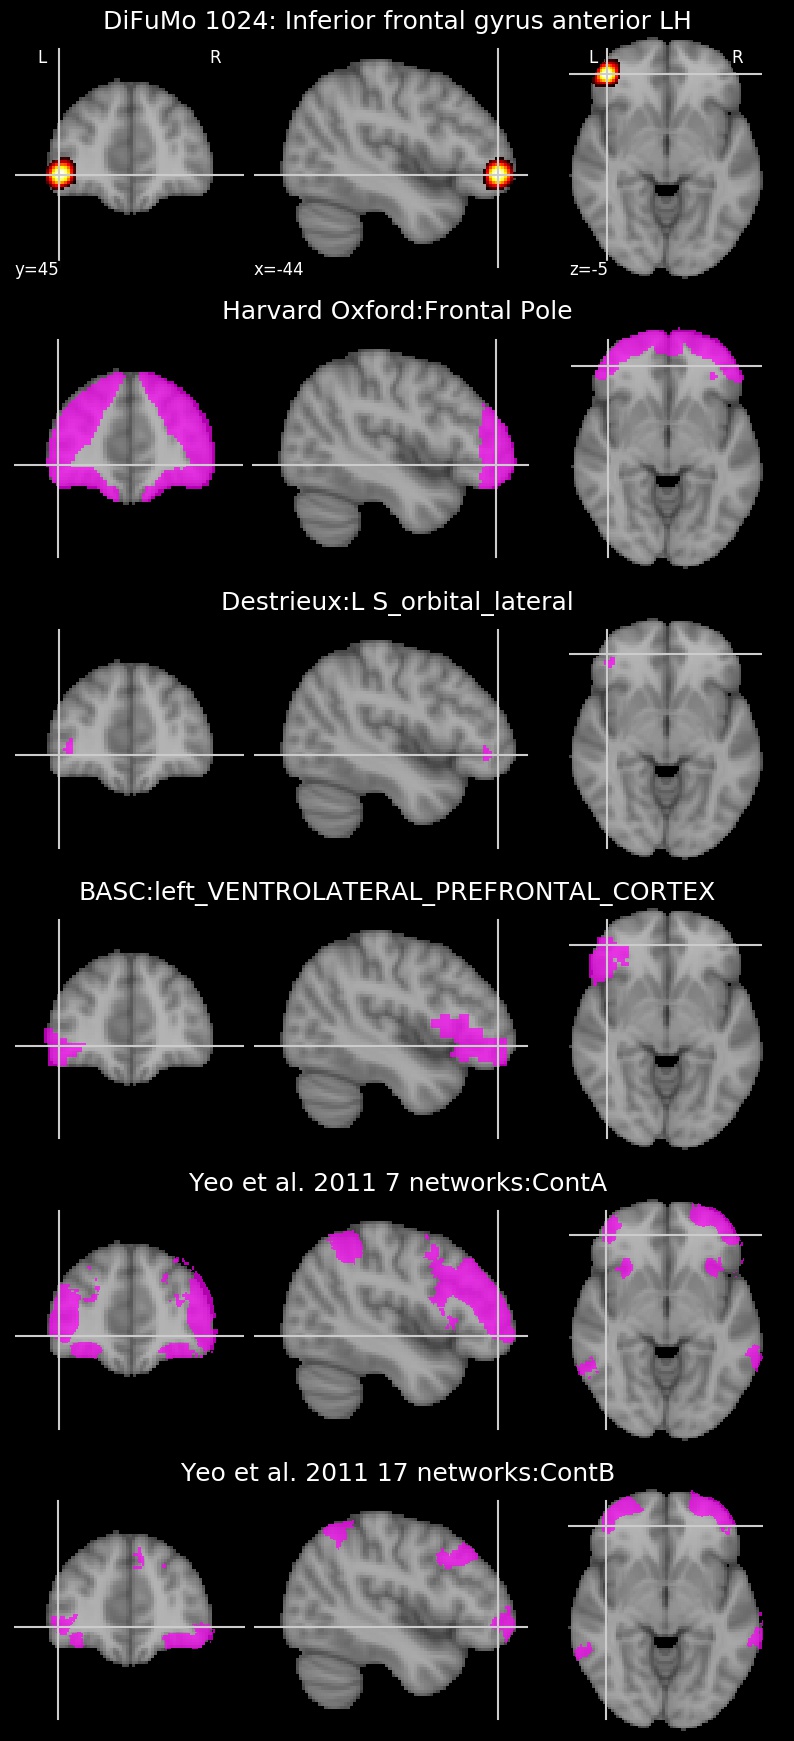 DiFuMo 1024: Inferior frontal gyrus anterior LH
L R L R
y=45 x=-44 z=-5
Harvard Oxford:Frontal Pole
Destrieux:L S_orbital_lateral
BASC:left_VENTROLATERAL_PREFRONTAL_CORTEX
Yeo et al. 2011 7 networks:ContA
Yeo et al. 2011 17 networks:ContB